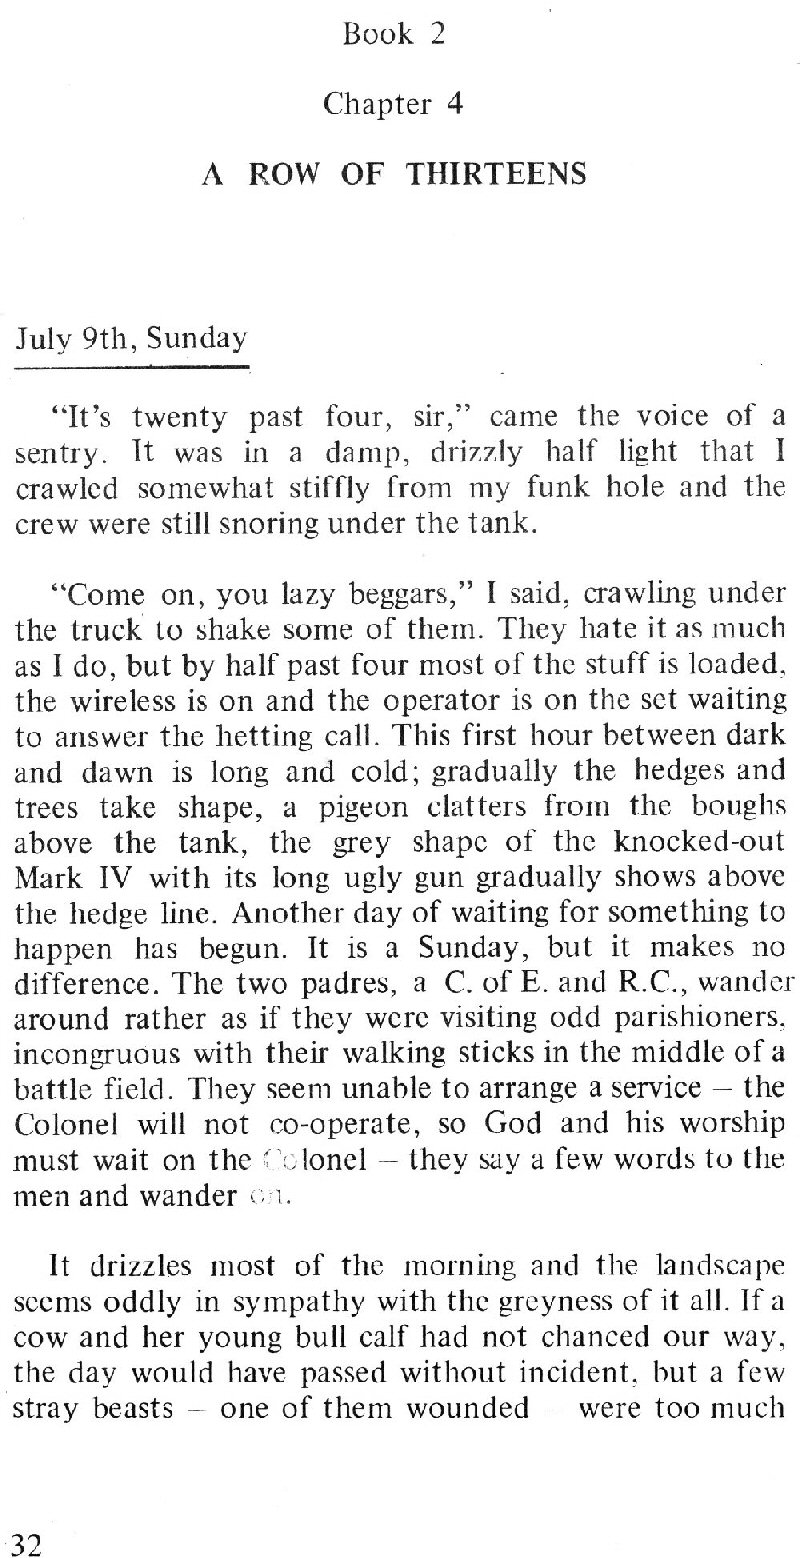 Book 2
Chapter 4
A ROW OF THIRTEENS
July 9th, Sunday
“It’s twenty past four, sir,” came the voice of a
sentry. It was in a damp, drizzly half light that I
crawled somewhat stiffly from my funk hole and the
crew were still snoring under the tank.
“Come on, you lazy beggars,” I said, crawling under
the truck to shake some of them. They hate it as much
as I do, but by half past four most of the stuff is loaded,
the wireless is on and the operator is on the set waiting
to answer the hetting call. This first hour between dark
and dawn is long and cold; gradually the hedges and
trees take shape, a pigeon clatters from the boughs
above the tank, the grey shape of the knocked-out
Mark IV with its long ugly gun gradually shows above
the hedge line. Another day of waiting for something to
happen has begun. It is a Sunday, but it makes no
difference. The two padres, a C. of E. and R.C., wander
around rather as if they were visiting odd parishioners,
incongruous with their walking sticks in the middle of a
battle field. They seem unable to arrange a service – the
Colonel will not co-operate, so God and his worship
must wait on the Colonel – they say a few words to the
men and wander on.
It drizzles most of the morning and the landscape
seems oddly in sympathy with the greyness of it all. If a
cow and her young bull calf had not chanced our way,
the day would have passed without incident, but a few
stray beasts – one of them wounded were too much
32